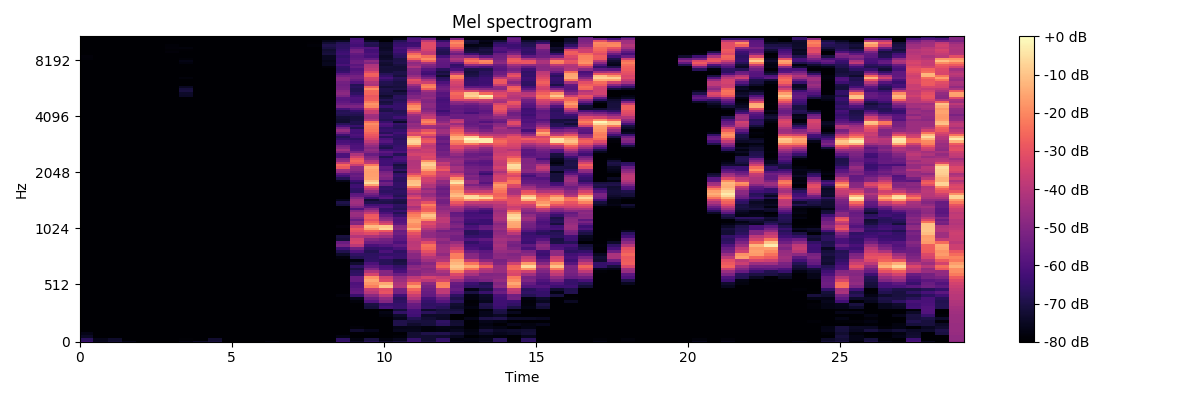 Mel spectrogram
Hz
8192
4096
2048
1024
512
0
0 5 10 15 20 25
Time
+0 dB
-10 dB
-20 dB
-30 dB
-40 dB
-50 dB
-60 dB
-70 dB
-80 dB